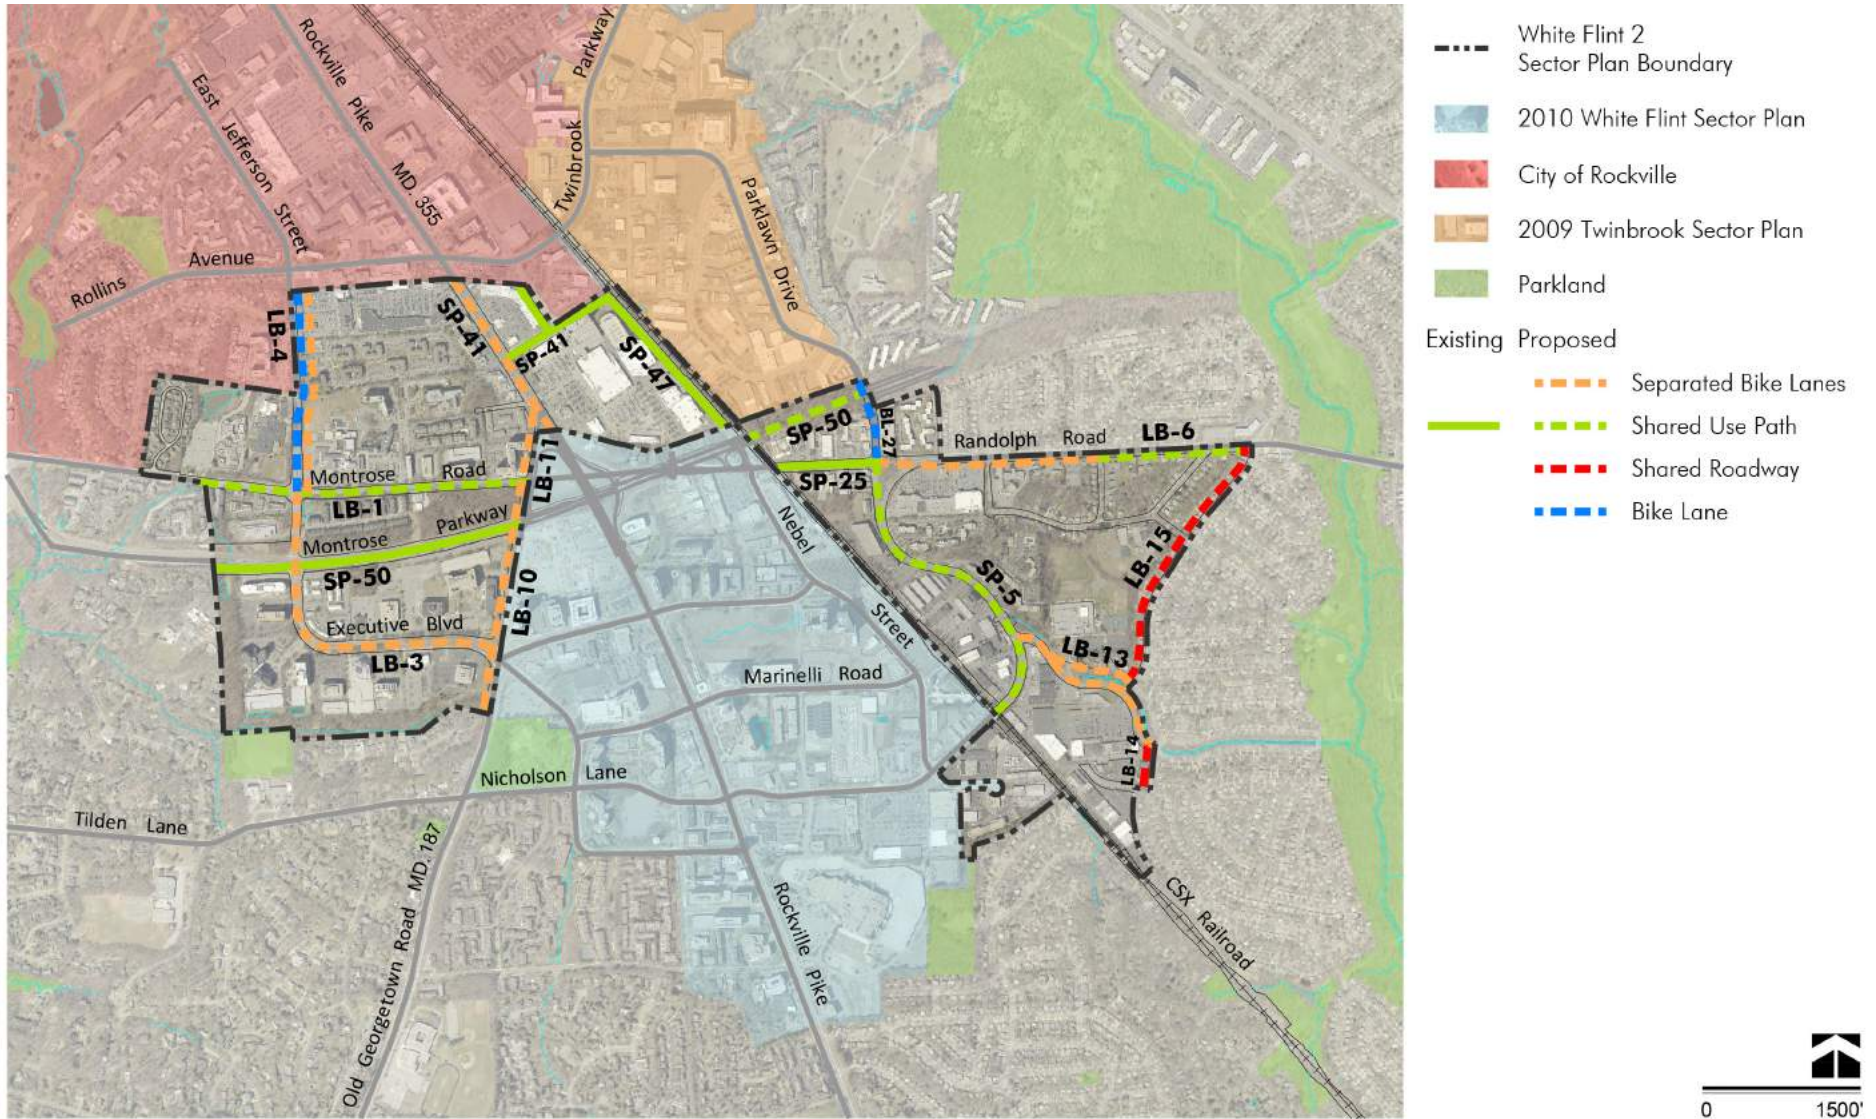 Rockville Pike
MD. 355
East Jefferson Street
Twinbrook Parkway
Parklawn Drive
Rollins Avenue
LB-4
SP-41
SP-41
SP-47
SP-50
BL-27
Randolph Road
LB-6
SP-25
Montrose Road
LB-1
LB-11
Montrose Parkway
SP-50
LB-10
Executive Blvd
LB-3
Nebel Street
SP-5
LB-15
LB-13
LB-14
Marinelli Road
Nicholson Lane
Tilden Lane
Old Georgetown Road MD. 187
Rockville Pike
CSX Railroad
White Flint 2
Sector Plan Boundary
2010 White Flint Sector Plan
City of Rockville
2009 Twinbrook Sector Plan
Parkland
Existing Proposed
Separated Bike Lanes
Shared Use Path
Shared Roadway
Bike Lane
0 1500'